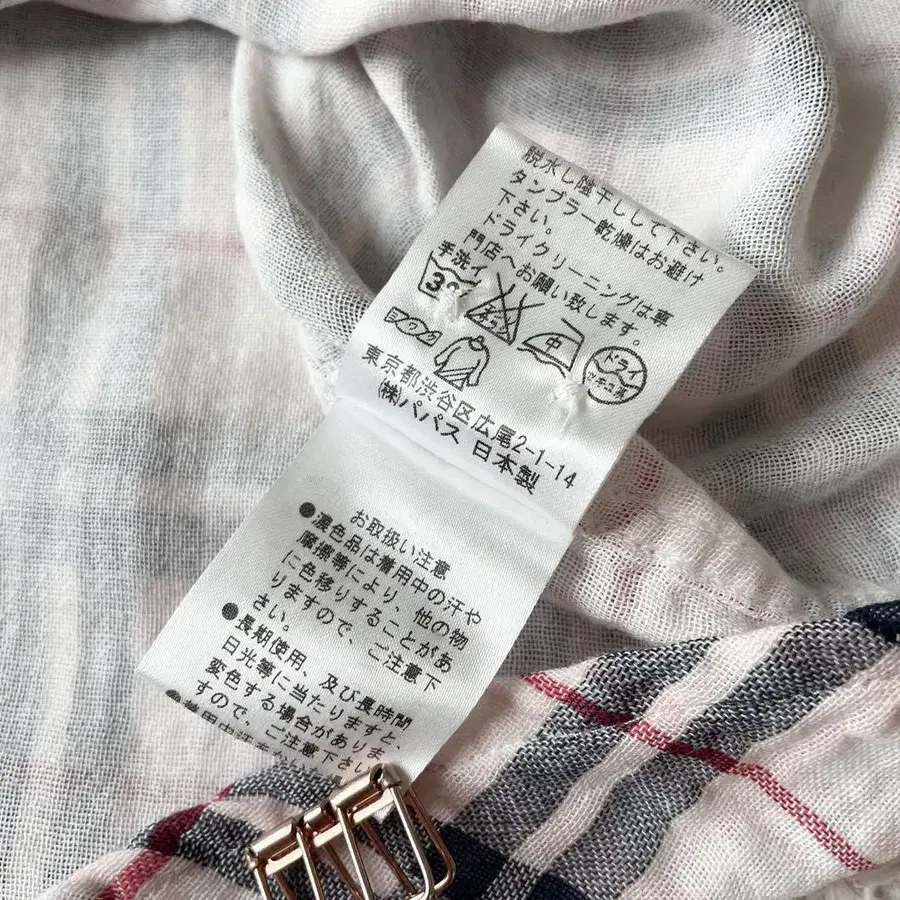 脱水し陰干しして下さい。
タンブラー乾燥はお避け
下さい。
ドライクリーニングは専
門店へお願い致します。
手洗イ
30
中
ドライ
東京都渋谷区広尾2-1-14
㈱パパス 日本製
お取扱い注意
●濃色品は着用中の汗や
摩擦等により、他の物
に色移りすることがあ
りますので、ご注意下
さい。
●長期使用、及び長時間
日光等に当たりますと、
変色する場合がありま
すので、ご注意下さい